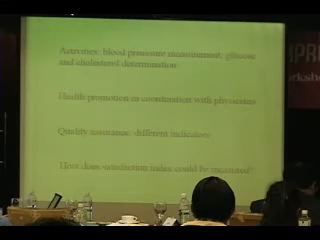 Activities: blood pressure measurement, glucose
and cholesterol determination
Health promotion in coordination with physicians
Quality assurance: different indicators
How does satisfaction index could be measured?